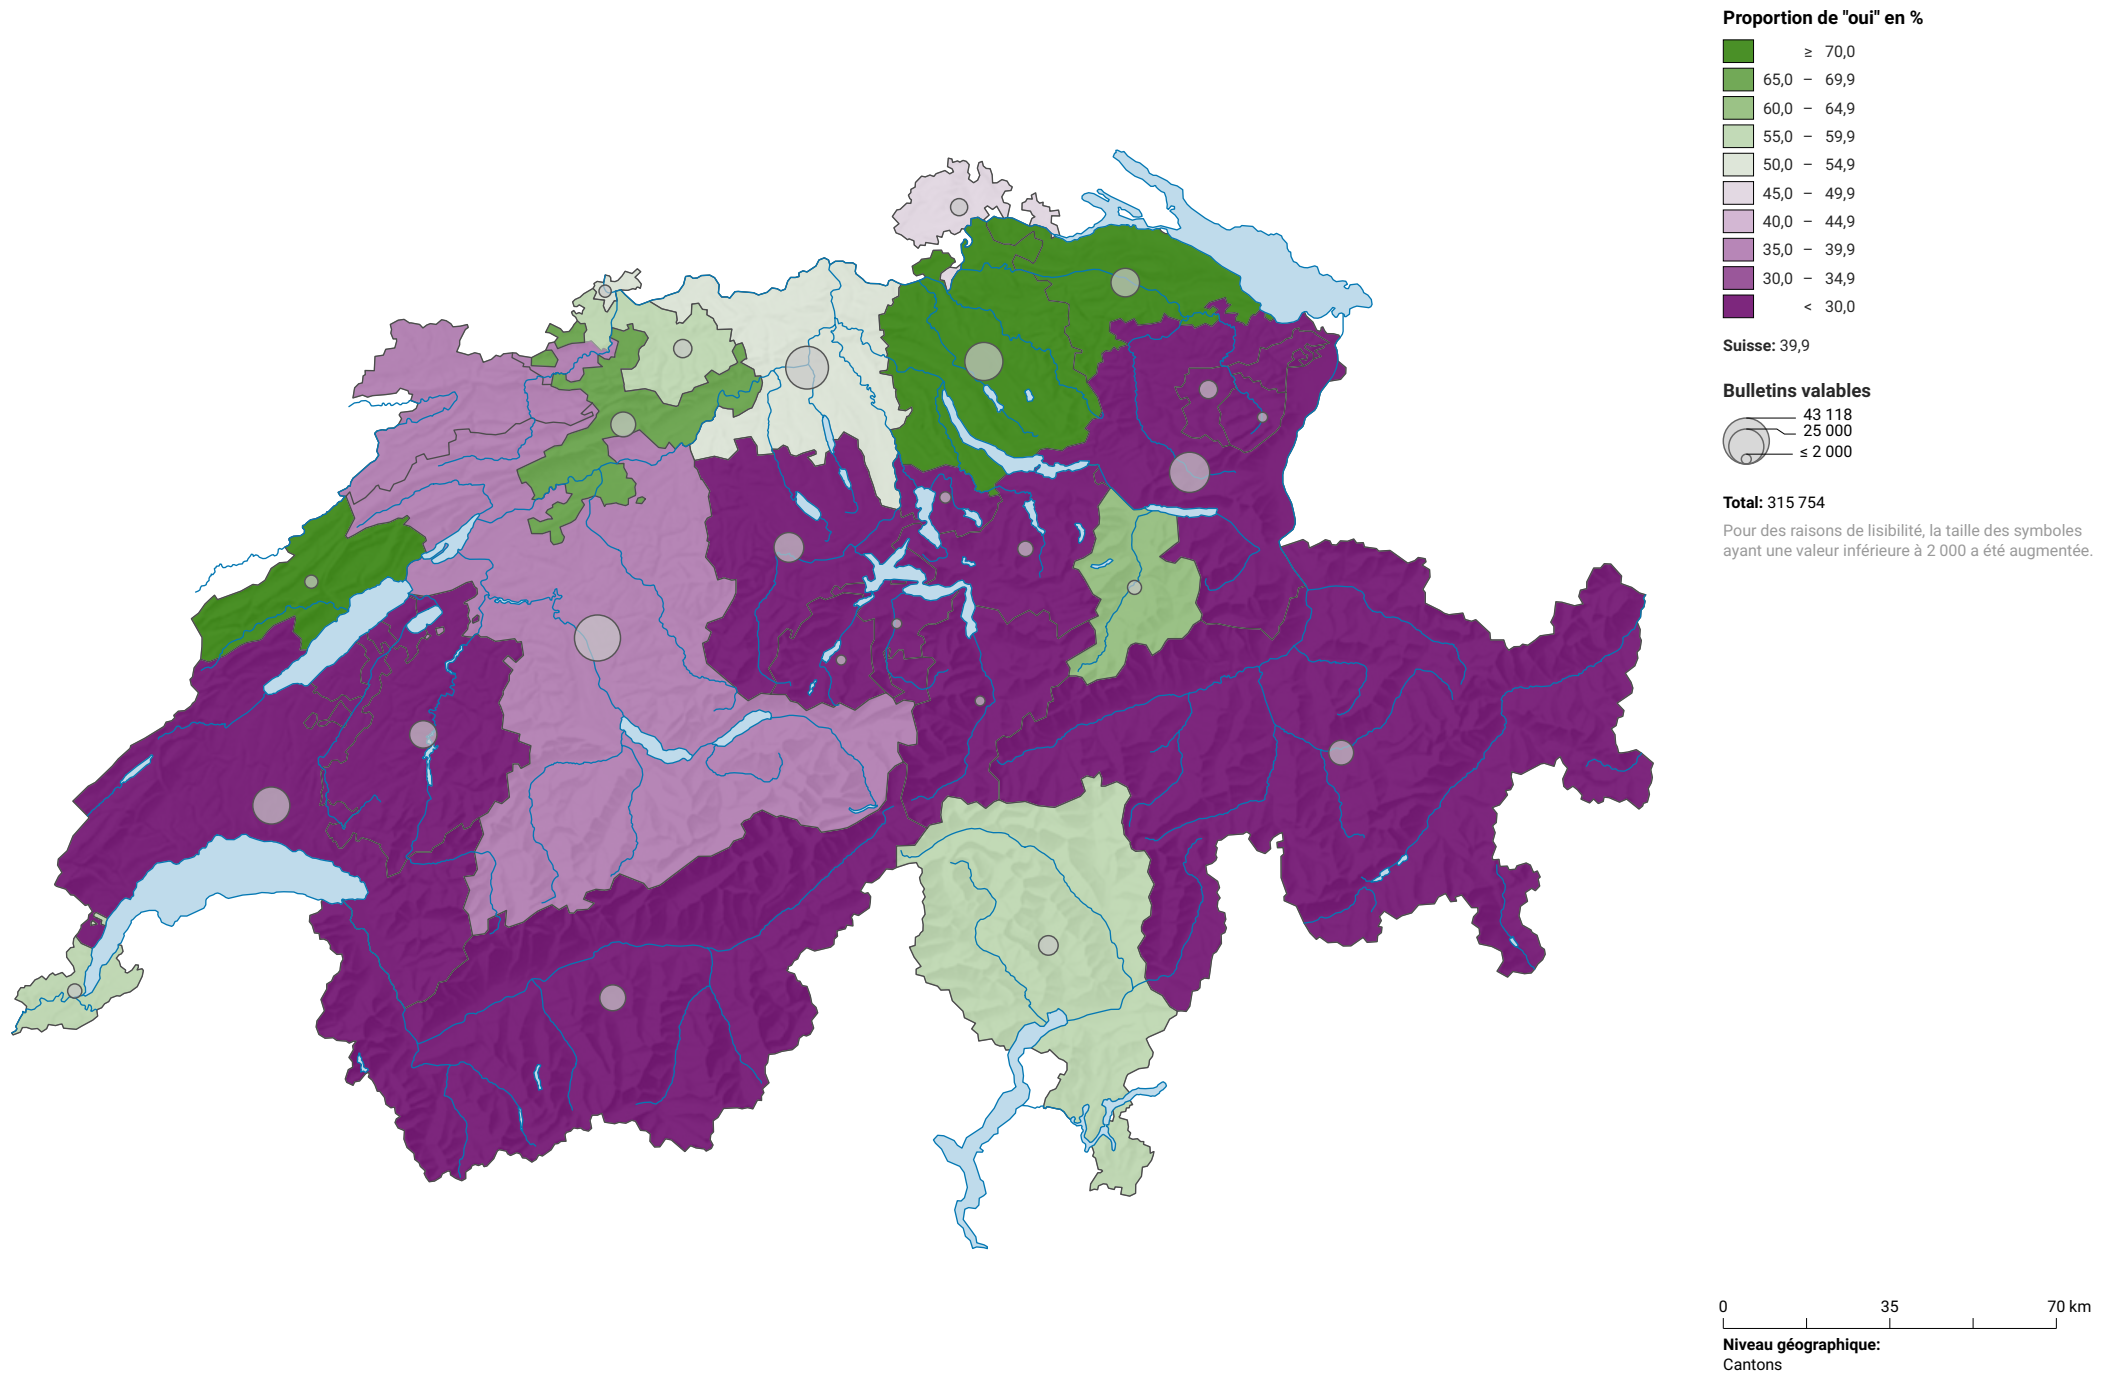 Proportion de "oui" en %
≥ 70,0
65,0 – 69,9
60,0 – 64,9
55,0 – 59,9
50,0 – 54,9
45,0 – 49,9
40,0 – 44,9
35,0 – 39,9
30,0 – 34,9
< 30,0
Suisse: 39,9
Bulletins valables
43 118
25 000
≤ 2 000
Total: 315 754
Pour des raisons de lisibilité, la taille des symboles
ayant une valeur inférieure à 2 000 a été augmentée.
0 35 70 km
Niveau géographique:
Cantons